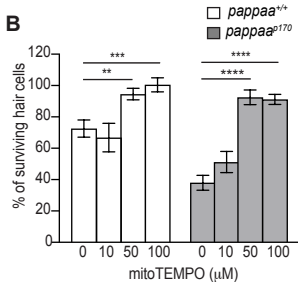 B
pappaa+/+
pappaap170
% of surviving hair cells
120
100
80
60
40
20
0
***
**
****
****
0 10 50 100 0 10 50 100
mitoTEMPO (μM)